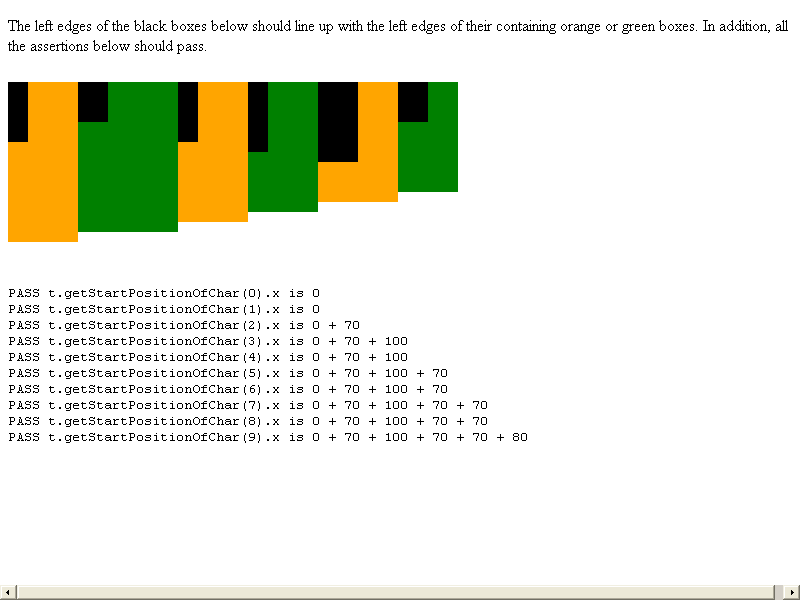 The left edges of the black boxes below should line up with the left edges of their containing orange or green boxes. In addition, all
the assertions below should pass.
PASS t.getStartPositionOfChar(0).x is 0
PASS t.getStartPositionOfChar(1).x is 0
PASS t.getStartPositionOfChar(2).x is 0 + 70
PASS t.getStartPositionOfChar(3).x is 0 + 70 + 100
PASS t.getStartPositionOfChar(4).x is 0 + 70 + 100
PASS t.getStartPositionOfChar(5).x is 0 + 70 + 100 + 70
PASS t.getStartPositionOfChar(6).x is 0 + 70 + 100 + 70
PASS t.getStartPositionOfChar(7).x is 0 + 70 + 100 + 70 + 70
PASS t.getStartPositionOfChar(8).x is 0 + 70 + 100 + 70 + 70
PASS t.getStartPositionOfChar(9).x is 0 + 70 + 100 + 70 + 70 + 80